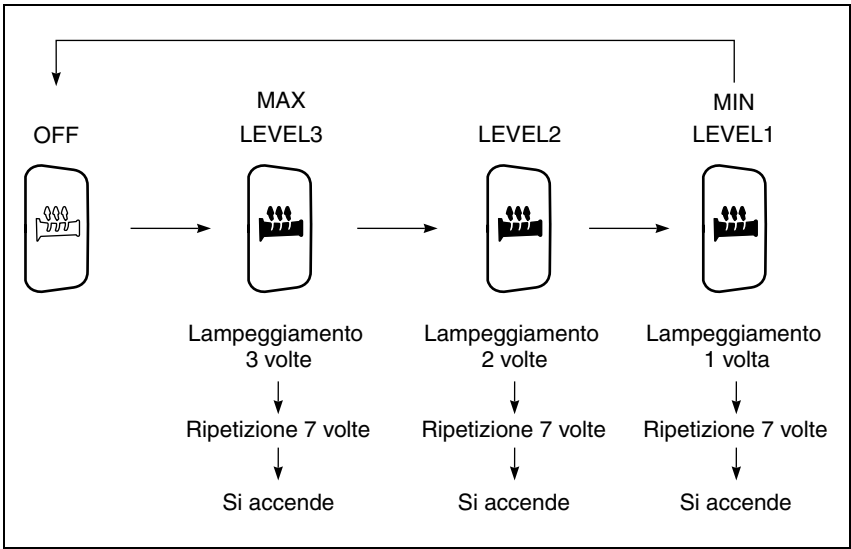 MAX
MIN
OFF
LEVEL3
LEVEL2
LEVEL1
Lampeggiamento
3 volte
Lampeggiamento
2 volte
Lampeggiamento
1 volta
Ripetizione 7 volte
Ripetizione 7 volte
Ripetizione 7 volte
Si accende
Si accende
Si accende